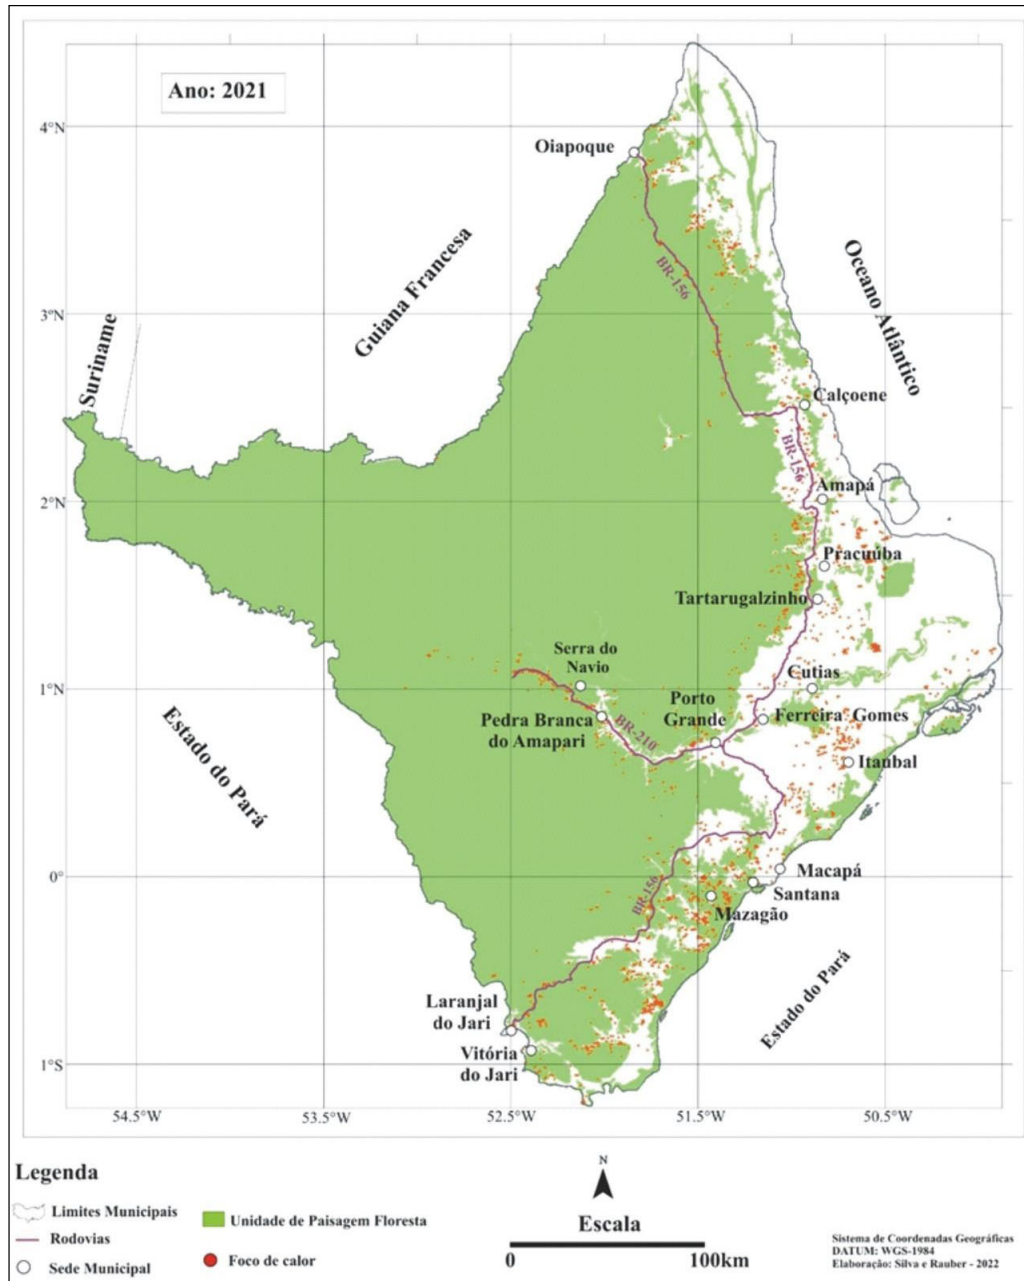 Ano: 2021
4°N
Oiapoque
Guiana Francesa
Suriname
BR-156
Oceano Atlântico
3°N
Calçoene
BR-156
Amapá
2°N
Pracuúba
Tartarugalzinho
Serra do
Navio
Cutias
1°N
Porto
Grande
Pedra Branca
do Amapari
Ferreira Gomes
BR-210
Itaubal
Estado do Pará
Macapá
0°
Santana
BR-156
Mazagão
Estado do Pará
Laranjal
do Jari
Vitória
do Jari
1°S
54.5°W
53.5°W
52.5°W
51.5°W
50.5°W
Legenda
Limites Municipais
Rodovias
Sede Municipal
Unidade de Paisagem Floresta
Foco de calor
N
Escala
0
100km
Sistema de Coordenadas Geográficas
DATUM: WGS-1984
Elaboração: Silva e Rauber - 2022